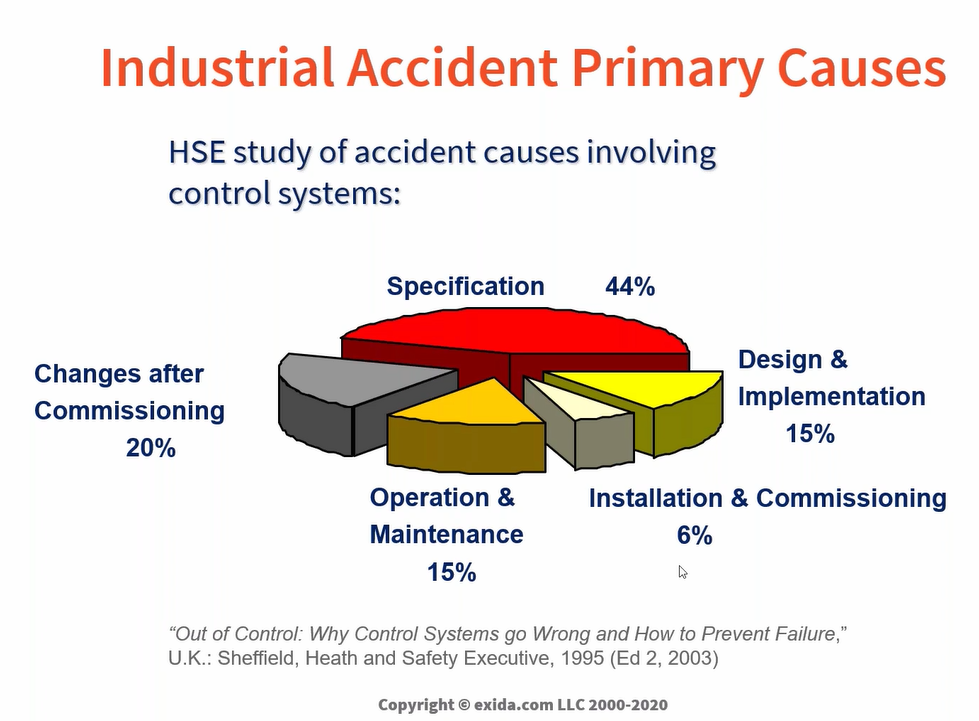 Industrial Accident Primary Causes
HSE study of accident causes involving
control systems:
Specification 44%
Changes after
Commissioning
20%
Design &
Implementation
15%
Operation &
Maintenance
15%
Installation & Commissioning
6%
“Out of Control: Why Control Systems go Wrong and How to Prevent Failure,”
U.K.: Sheffield, Heath and Safety Executive, 1995 (Ed 2, 2003)
Copyright © exida.com LLC 2000-2020